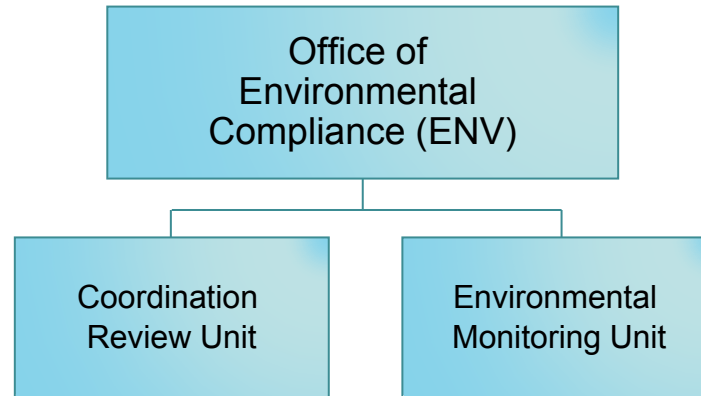 Office of
Environmental
Compliance (ENV)
Coordination
Review Unit
Environmental
Monitoring Unit